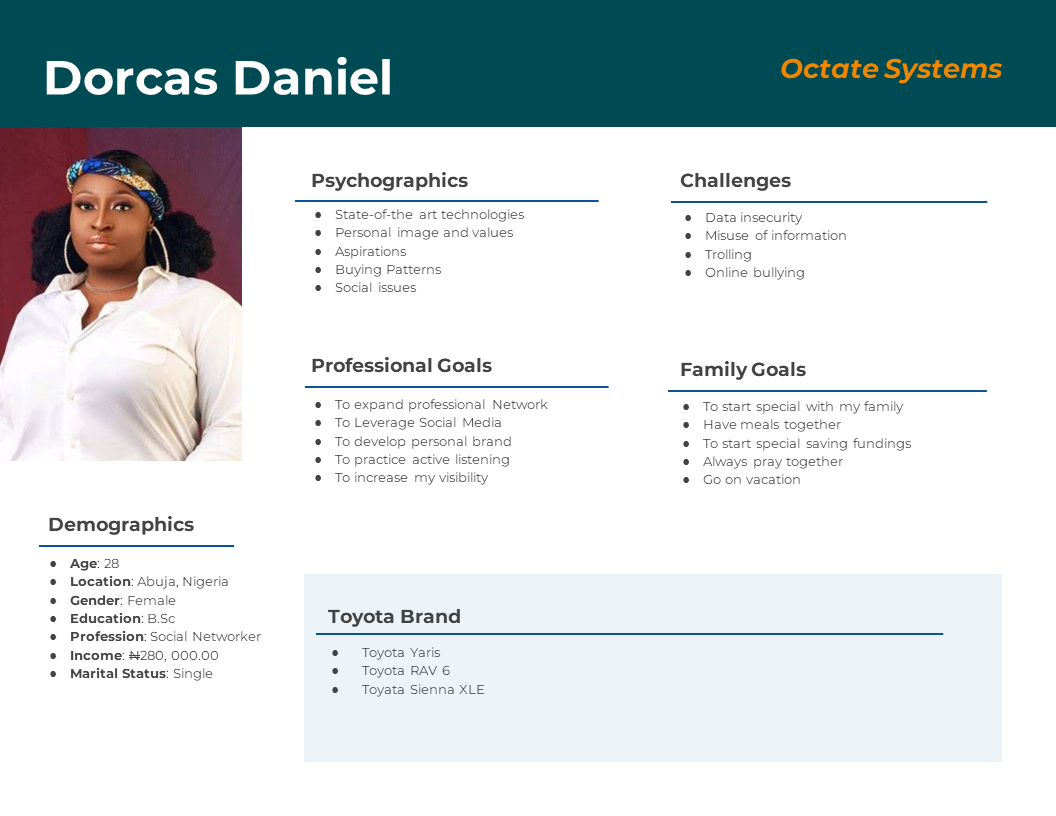 Dorcas Daniel
Octate Systems
Psychographics
● State-of-the art technologies
● Personal image and values
● Aspirations
● Buying Patterns
● Social issues
Challenges
● Data insecurity
● Misuse of information
● Trolling
● Online bullying
Professional Goals
● To expand professional Network
● To Leverage Social Media
● To develop personal brand
● To practice active listening
● To increase my visibility
Family Goals
● To start special with my family
● Have meals together
● To start special saving fundings
● Always pray together
● Go on vacation
Demographics
● Age: 28
● Location: Abuja, Nigeria
● Gender: Female
● Education: B.Sc
● Profession: Social Networker
● Income: ₦280, 000.00
● Marital Status: Single
Toyota Brand
● Toyota Yaris
● Toyota RAV 6
● Toyata Sienna XLE